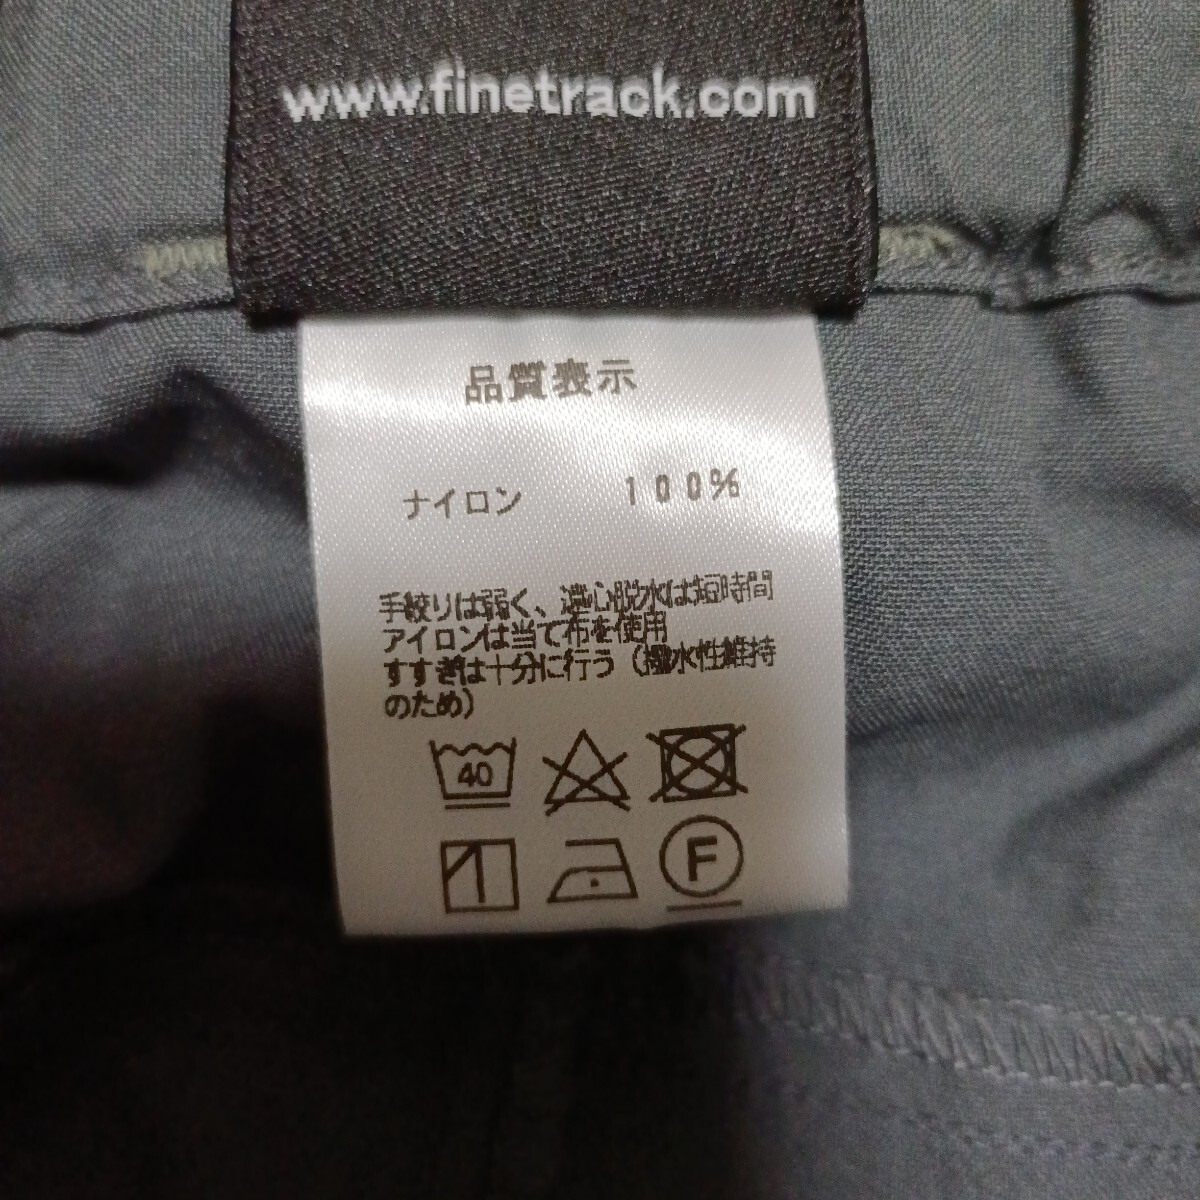 www.finetrack.com
品質表示
ナイロン 100%
手絞りは弱く、遠心脱水は短時間
アイロンは当て布を使用
すすぎは十分に行う（撥水性維持
のため）
40
F